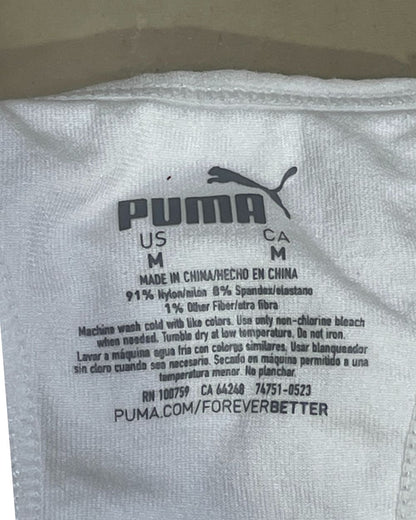 PUMA
US CA
M M
MADE IN CHINA/HECHO EN CHINA
91% Nylon/nilon 8% Spandex/elastano
1% Other Fiber/otra fibra
Machine wash cold with like colors. Use only non-chlorine bleach
when needed. Tumble dry at low temperature. Do not iron.
Lavar a máquina agua fria con colores similares. Usar blanqueador
sin cloro cuando sea necesario. Secado en máquina permitido a una
temperatura menor. No planchar.
RN 100759 CA 64268 74751-0523
PUMA.COM/FOREVERBETTER